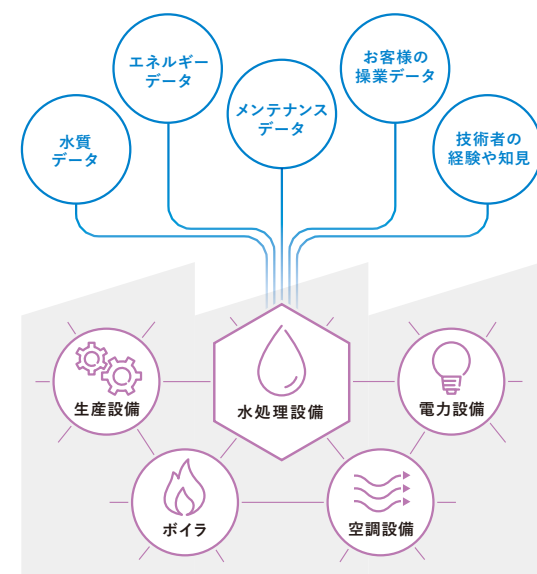 エネルギー
データ
お客様の
操業データ
メンテナンス
データ
水質
データ
技術者の
経験や知見
生産設備
水処理設備
電力設備
ボイラ
空調設備